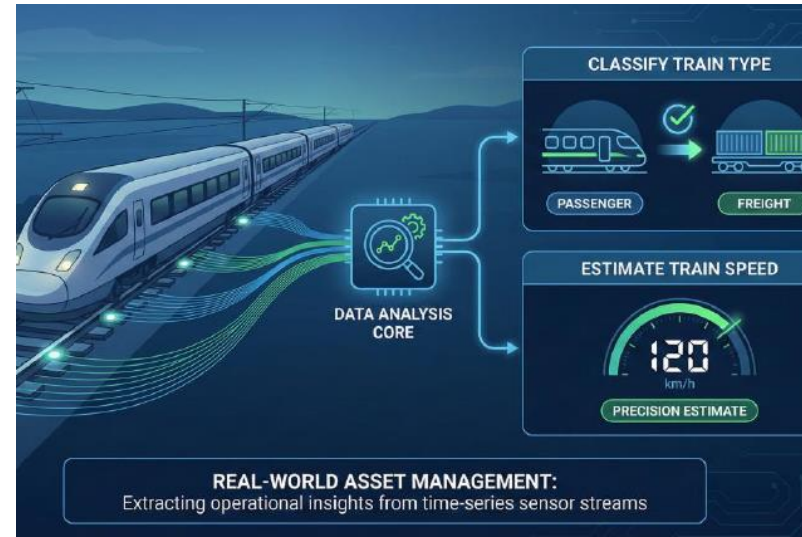 CLASSIFY TRAIN TYPE
PASSENGER
FREIGHT
DATA ANALYSIS
CORE
ESTIMATE TRAIN SPEED
120
km/h
PRECISION ESTIMATE
REAL-WORLD ASSET MANAGEMENT:
Extracting operational insights from time-series sensor streams